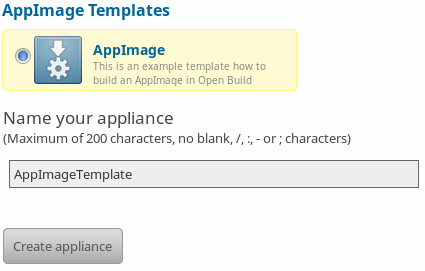 AppImage Templates
AppImage
This is an example template how to
build an AppImage in Open Build
Name your appliance
(Maximum of 200 characters, no blank, /, :, - or ; characters)
AppImageTemplate
Create appliance